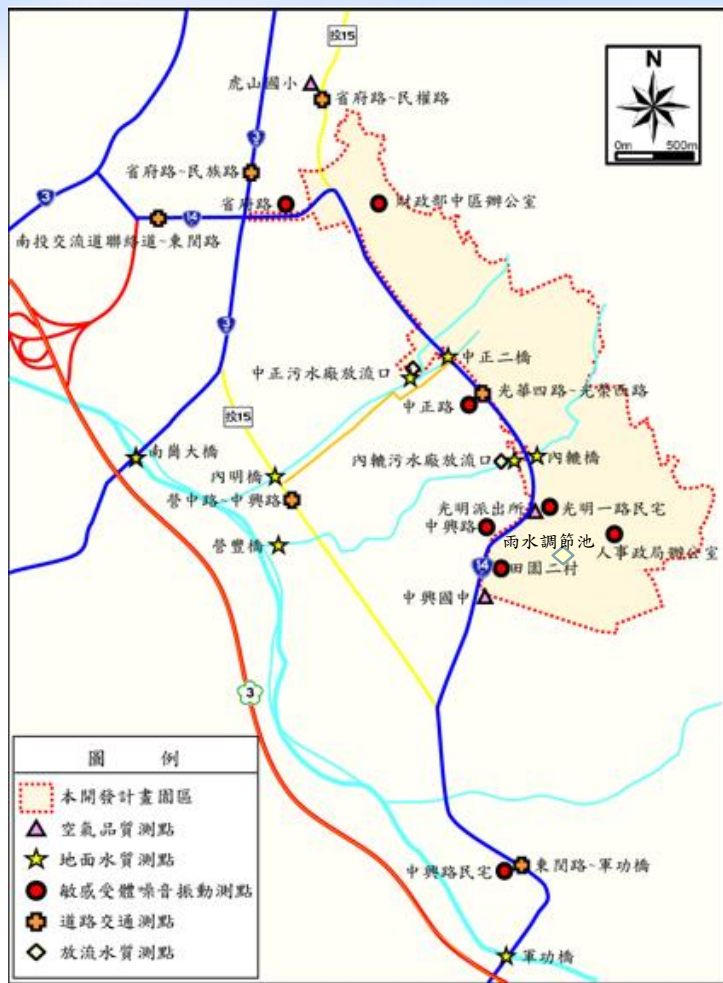 投15
N
0m 500m
虎山國小
省府路~民權路
3
省府路~民族路
3
省府路
財政部中區辦公室
14
南投交流道聯絡道~東閔路
3
中正二橋
中正污水廠放流口
光華四路~光榮西路
投15
中正路
南崗大橋
內轆污水廠放流口
內轆橋
內明橋
營中路~中興路
光明派出所
光明一路民宅
中興路
雨水調節池
人事政局辦公室
營豐橋
14
田園二村
中興國中
3
圖 例
本開發計畫園區
空氣品質測點
地面水質測點
敏感受體噪音振動測點
道路交通測點
放流水質測點
中興路民宅
東閔路~軍功橋
軍功橋